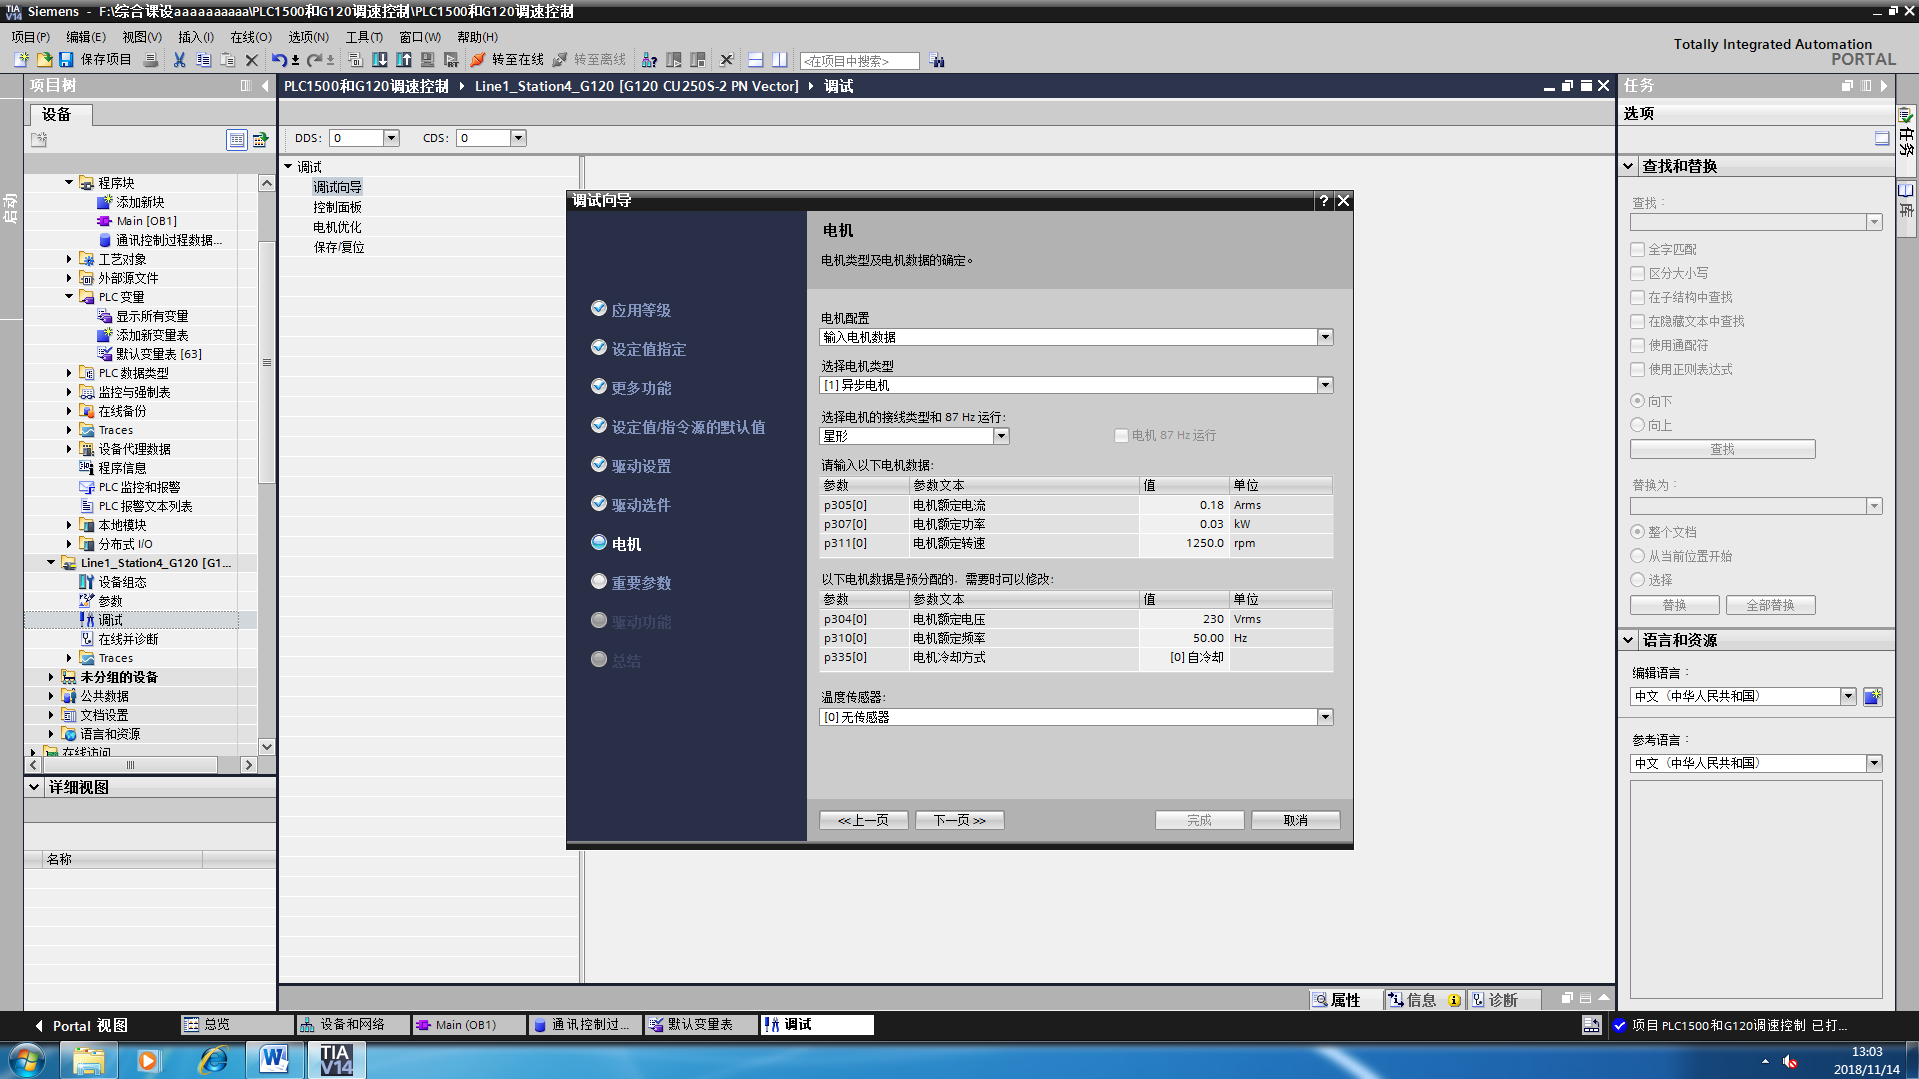 Siemens - F:\综合课设aaaaaaaaaa\PLC1500和G120调速控制\PLC1500和G120调速控制
项目(P) 编辑(E) 视图(V) 插入(I) 在线(O) 选项(N) 工具(T) 窗口(W) 帮助(H)
Totally Integrated Automation
PORTAL
保存项目 转至在线 转至离线 <在项目中搜索>
项目树
PLC1500和G120调速控制 Line1_Station4_G120 [G120 CU250S-2 PN Vector] 调试
任务
设备
选项
DDS: 0 CDS: 0
启动
程序块
添加新块
Main [OB1]
通讯控制过程数据...
工艺对象
外部源文件
PLC 变量
显示所有变量
添加新变量表
默认变量表 [63]
PLC 数据类型
监控与强制表
在线备份
Traces
设备代理数据
程序信息
PLC 监控和报警
PLC 报警文本列表
本地模块
分布式 I/O
Line1_Station4_G120 [G1...
设备组态
参数
调试
在线并诊断
Traces
未分组的设备
公共数据
文档设置
语言和资源
在线访问
详细视图
名称
调试
调试向导
控制面板
电机优化
保存/复位
调试向导
应用等级
设定值指定
更多功能
设定值/指令源的默认值
驱动设置
驱动选件
电机
重要参数
驱动功能
总结
电机
电机类型及电机数据的确定。
电机配置
输入电机数据
选择电机类型
[1] 异步电机
选择电机的接线类型和 87 Hz 运行:
星形 电机 87 Hz 运行
请输入以下电机数据:
参数 参数文本 值 单位
p305[0] 电机额定电流 0.18 Arms
p307[0] 电机额定功率 0.03 kW
p311[0] 电机额定转速 1250.0 rpm
以下电机数据是预分配的. 需要时可以修改:
参数 参数文本 值 单位
p304[0] 电机额定电压 230 Vrms
p310[0] 电机额定频率 50.00 Hz
p335[0] 电机冷却方式 [0] 自冷却
温度传感器:
[0] 无传感器
<<上一页 下一页 >> 完成 取消
查找和替换
查找：
全字匹配
区分大小写
在子结构中查找
在隐藏文本中查找
使用通配符
使用正则表达式
向下
向上
查找
替换为：
整个文档
从当前位置开始
选择
替换 全部替换
语言和资源
编辑语言：
中文（中华人民共和国）
参考语言：
中文（中华人民共和国）
任务
库
属性 信息 诊断
Portal 视图 总览 设备和网络 Main (OB1) 通讯控制过... 默认变量表 调试
项目 PLC1500和G120调速控制 已打...
TIA V14
13:03
2018/11/14